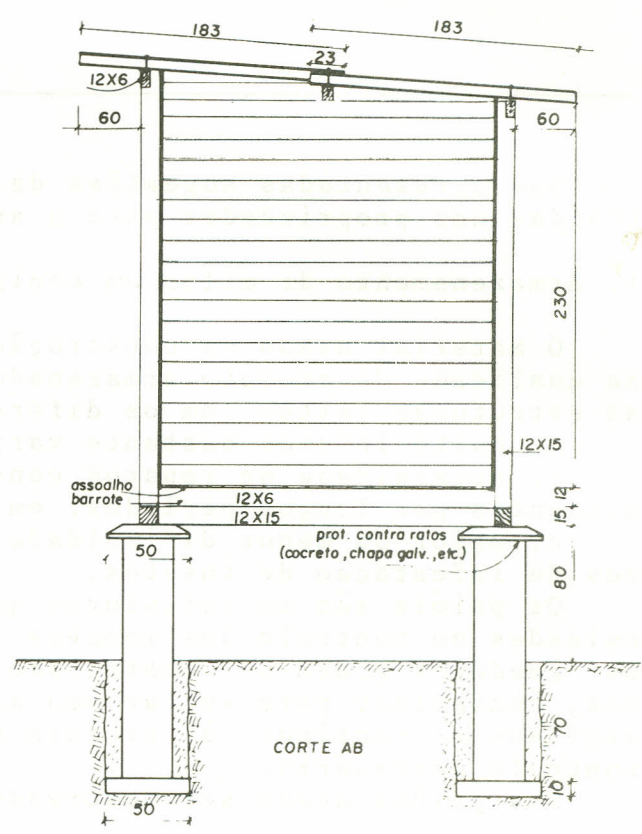 183
183
23
12X6
60
60
230
12X15
assoalho
barrote
12X6
12
12X15
15
prot. contra ratos
(cocreto, chapa galv., etc.)
50
80
70
CORTE AB
10
50